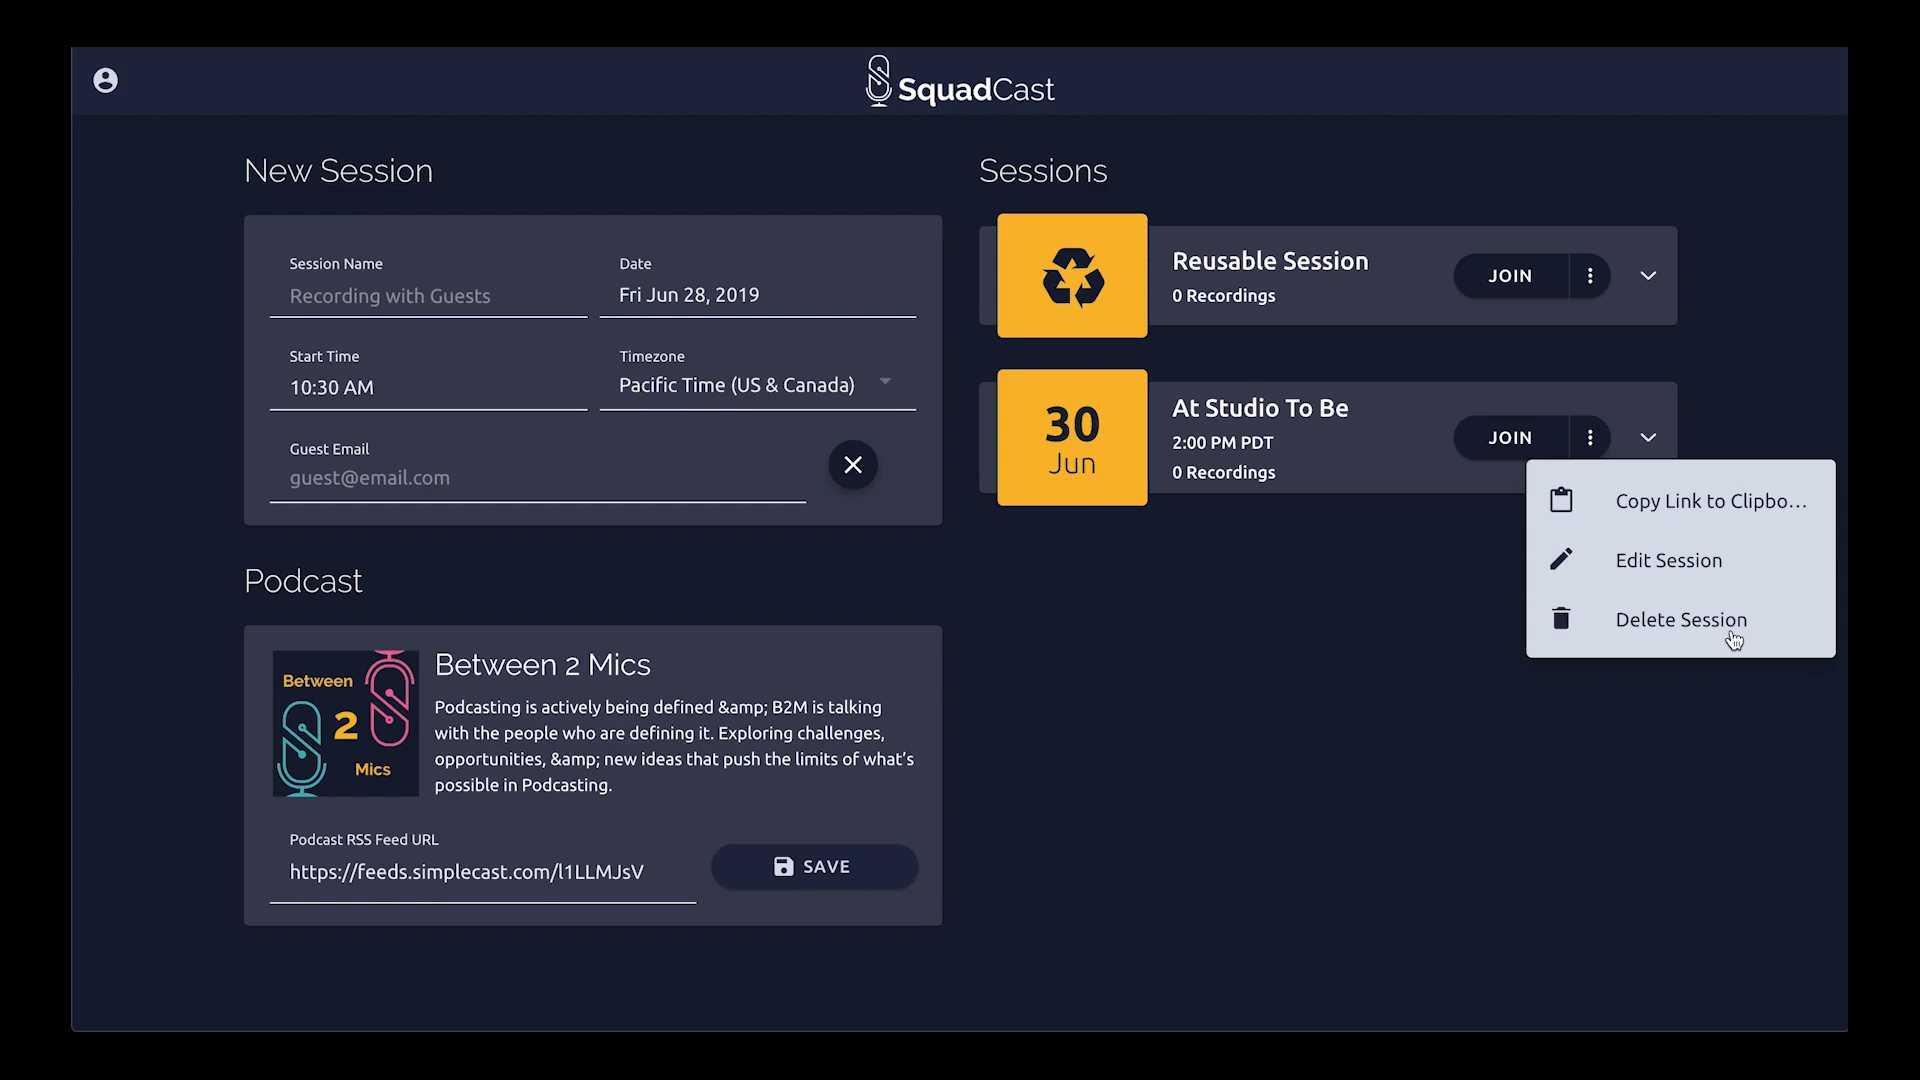 SquadCast
New Session
Session Name
Recording with Guests
Date
Fri Jun 28, 2019
Start Time
10:30 AM
Timezone
Pacific Time (US & Canada)
Guest Email
guest@email.com
Podcast
Between
2
Mics
Between 2 Mics
Podcasting is actively being defined &amp; B2M is talking
with the people who are defining it. Exploring challenges,
opportunities, &amp; new ideas that push the limits of what's
possible in Podcasting.
Podcast RSS Feed URL
https://feeds.simplecast.com/l1LLMJsV
SAVE
Sessions
Reusable Session
0 Recordings
JOIN
30
Jun
At Studio To Be
2:00 PM PDT
0 Recordings
JOIN
Copy Link to Clipbo...
Edit Session
Delete Session